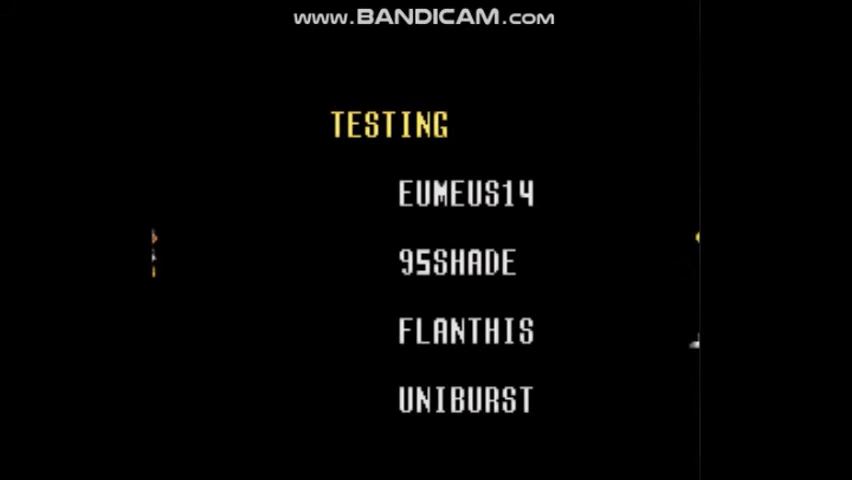 www.BANDICAM.com
TESTING
EUMEUS14
95SHADE
FLANTHIS
UNIBURST